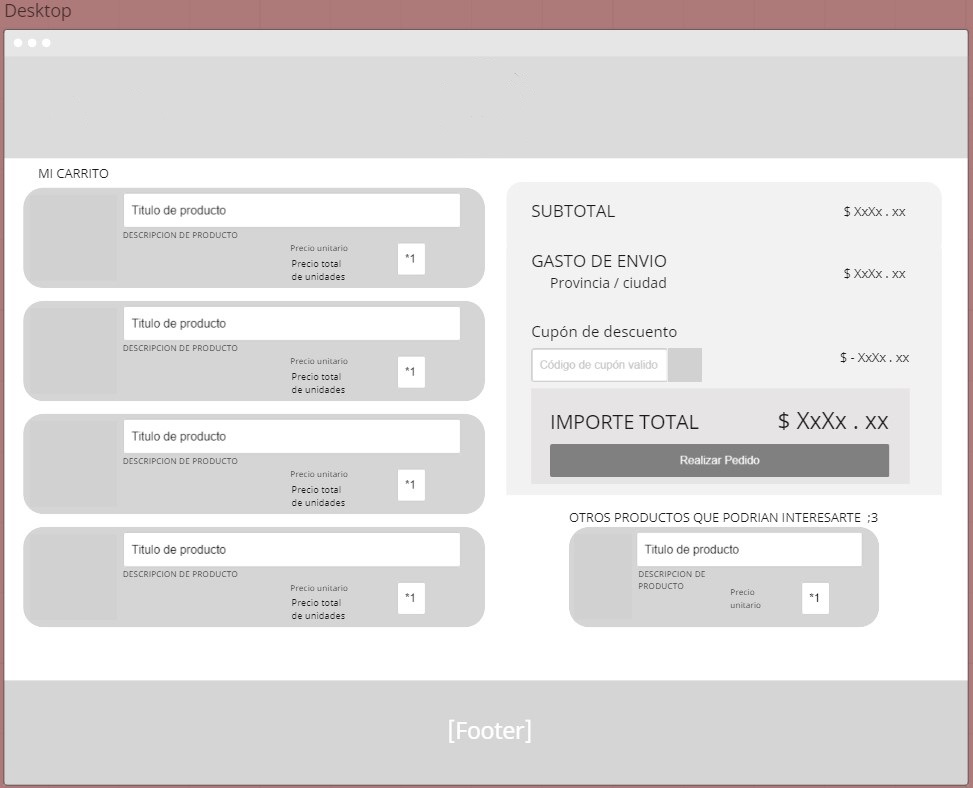 Desktop
MI CARRITO
Titulo de producto
DESCRIPCION DE PRODUCTO
Precio unitario
Precio total
de unidades
*1
Titulo de producto
DESCRIPCION DE PRODUCTO
Precio unitario
Precio total
de unidades
*1
Titulo de producto
DESCRIPCION DE PRODUCTO
Precio unitario
Precio total
de unidades
*1
Titulo de producto
DESCRIPCION DE PRODUCTO
Precio unitario
Precio total
de unidades
*1
SUBTOTAL $ XxXx . xx
GASTO DE ENVIO
Provincia / ciudad
$ XxXx . xx
Cupón de descuento
Código de cupón valido
$ - XxXx . xx
IMPORTE TOTAL $ XxXx . xx
Realizar Pedido
OTROS PRODUCTOS QUE PODRIAN INTERESARTE ;3
Titulo de producto
DESCRIPCION DE
PRODUCTO
Precio
unitario
*1
[Footer]